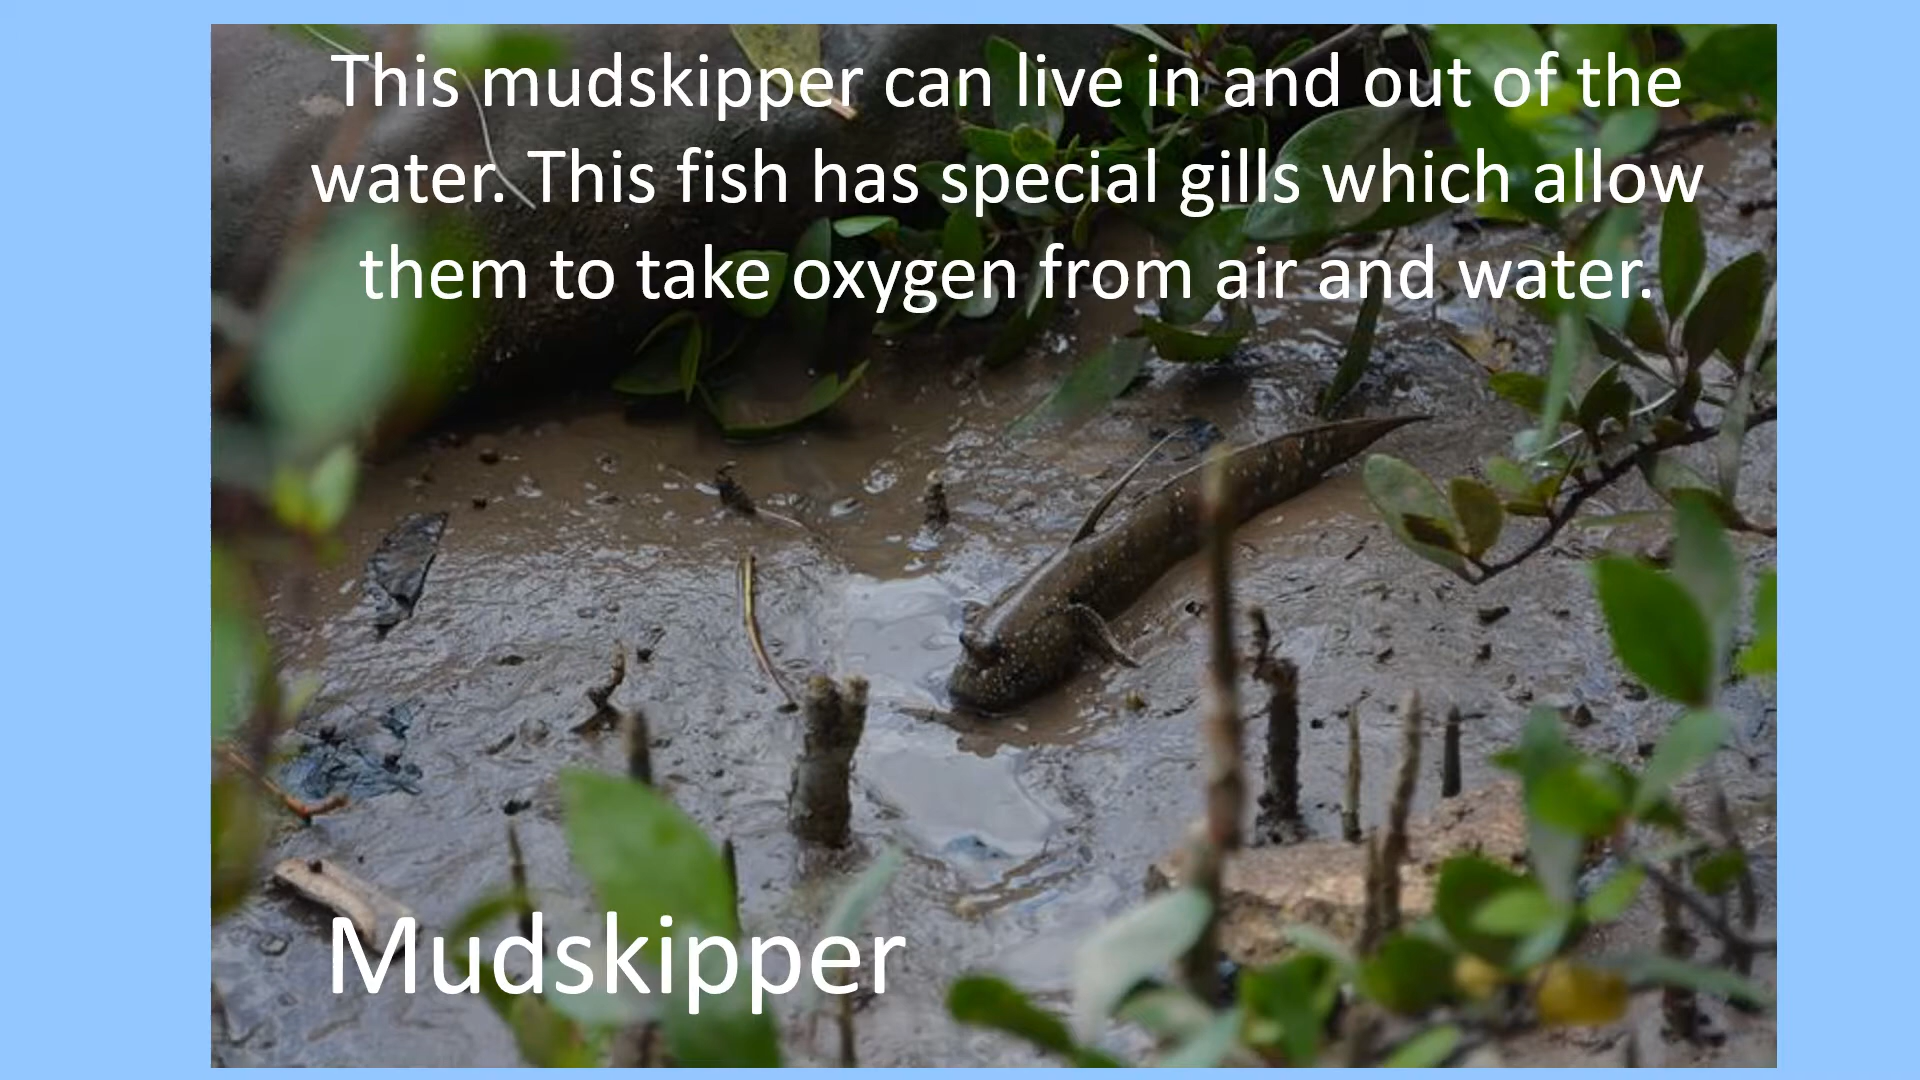 This mudskipper can live in and out of the
water. This fish has special gills which allow
them to take oxygen from air and water.
Mudskipper